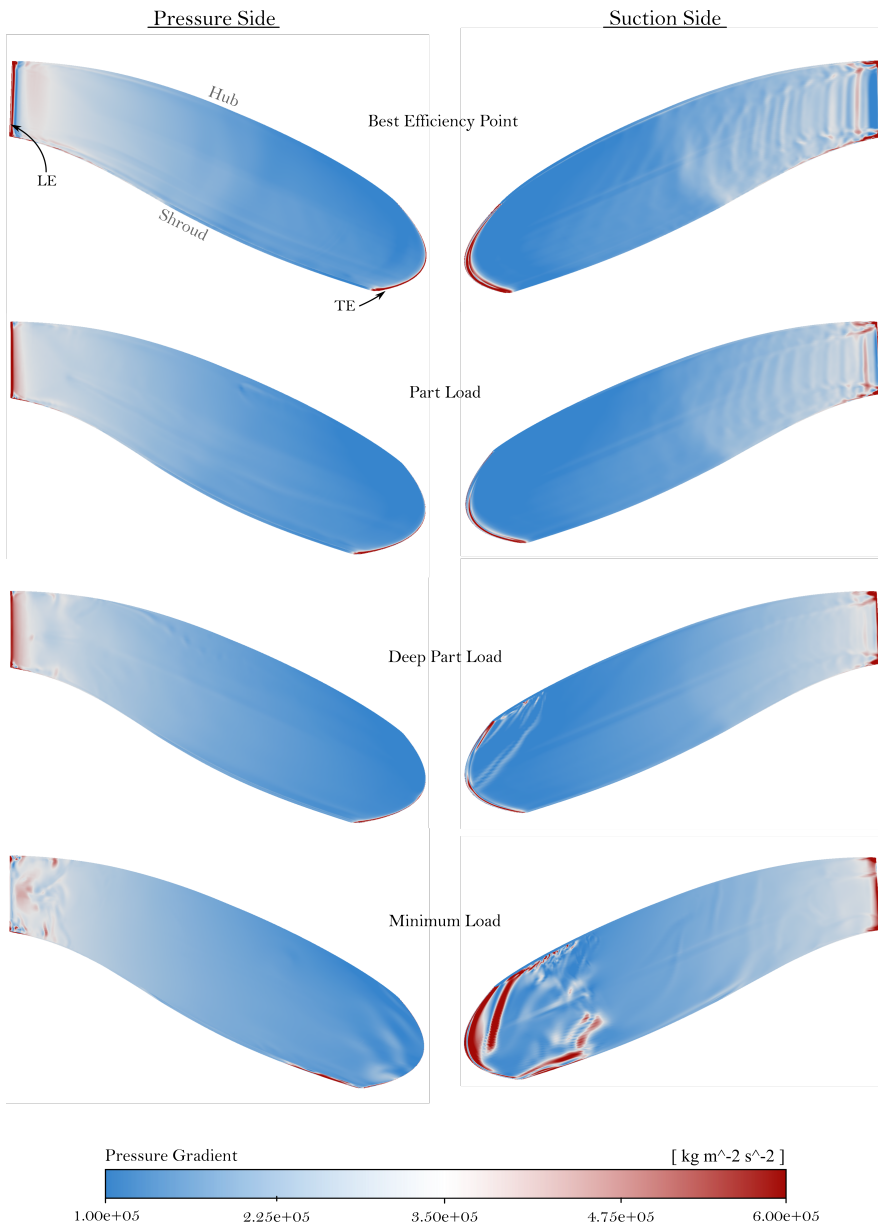 Pressure Side
Suction Side
Hub
Best Efficiency Point
LE
Shroud
TE
Part Load
Deep Part Load
Minimum Load
Pressure Gradient
[ kg m^-2 s^-2 ]
1.00e+05
2.25e+05
3.50e+05
4.75e+05
6.00e+05